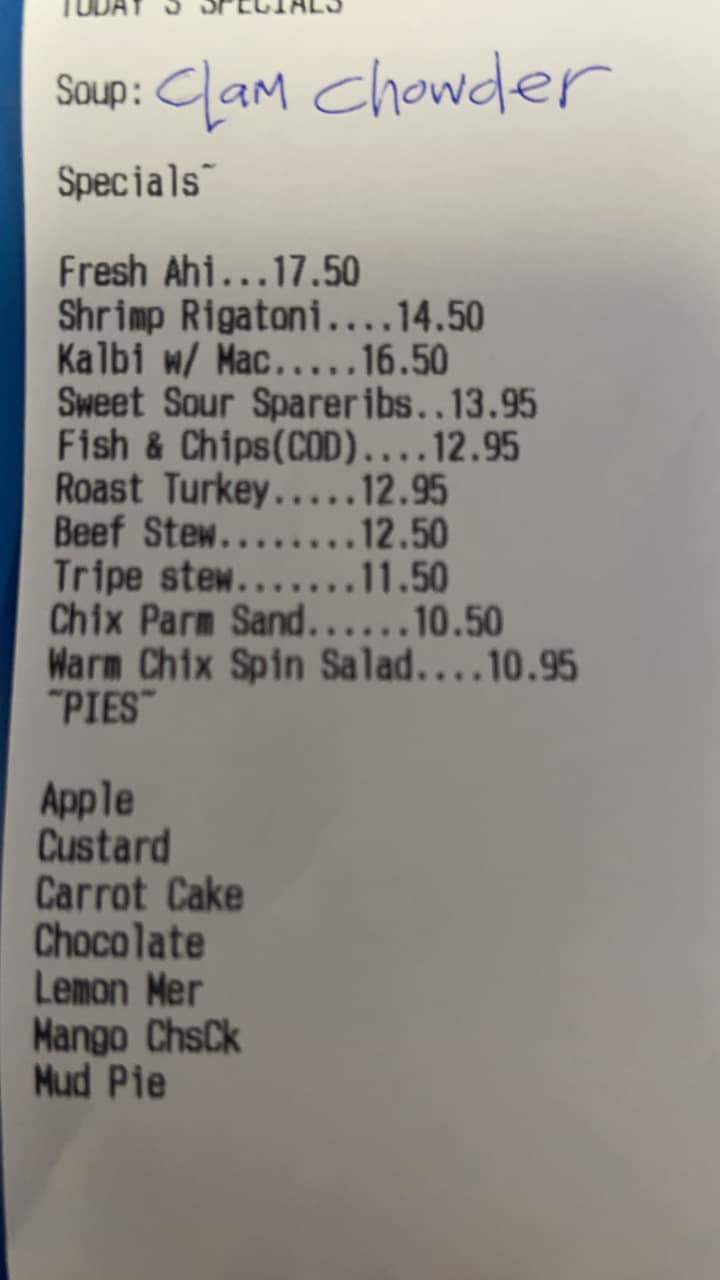 TODAY'S SPECIALS
Soup: Clam Chowder
Specials~
Fresh Ahi...17.50
Shrimp Rigatoni....14.50
Kalbi w/ Mac.....16.50
Sweet Sour Spareribs..13.95
Fish & Chips(COD)....12.95
Roast Turkey.....12.95
Beef Stew........12.50
Tripe stew.......11.50
Chix Parm Sand......10.50
Warm Chix Spin Salad....10.95
~PIES~
Apple
Custard
Carrot Cake
Chocolate
Lemon Mer
Mango ChsCk
Mud Pie